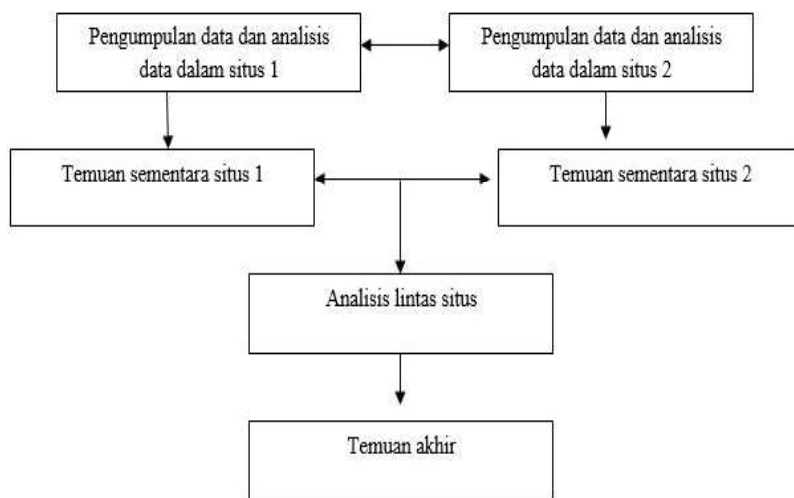 Pengumpulan data dan analisis
data dalam situs 1
Pengumpulan data dan analisis
data dalam situs 2
Temuan sementara situs 1
Temuan sementara situs 2
Analisis lintas situs
Temuan akhir